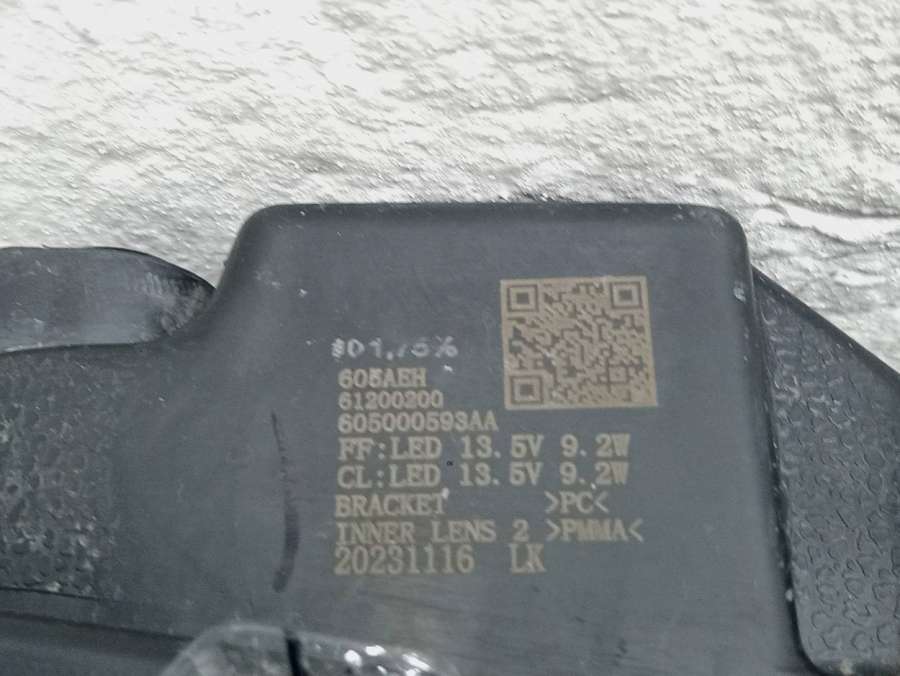 605AEH
61200200
605000593AA
FF:LED 13.5V 9.2W
CL:LED 13.5V 9.2W
BRACKET >PC<
INNER LENS 2 >PMMA<
20231116 LK